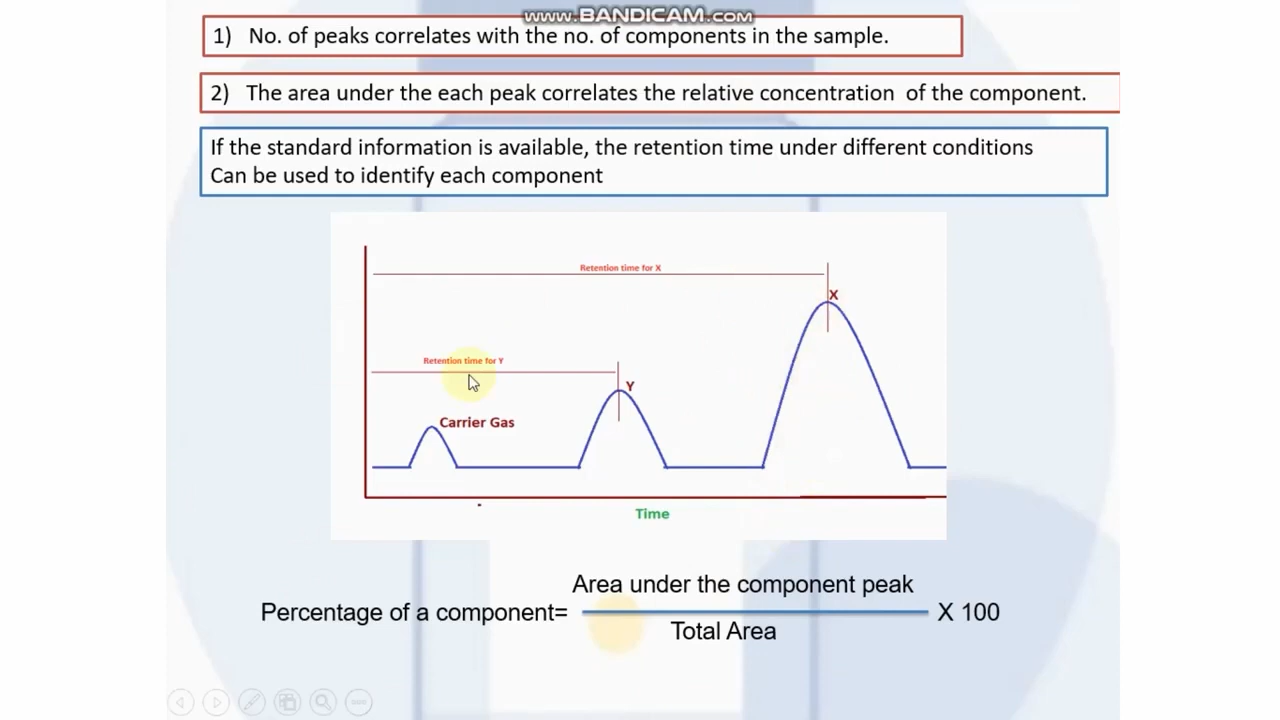 www.BANDICAM.com
1) No. of peaks correlates with the no. of components in the sample.
2) The area under the each peak correlates the relative concentration of the component.
If the standard information is available, the retention time under different conditions
Can be used to identify each component
Retention time for X
X
Retention time for Y
Y
Carrier Gas
Time
Area under the component peak
Percentage of a component= X 100
Total Area